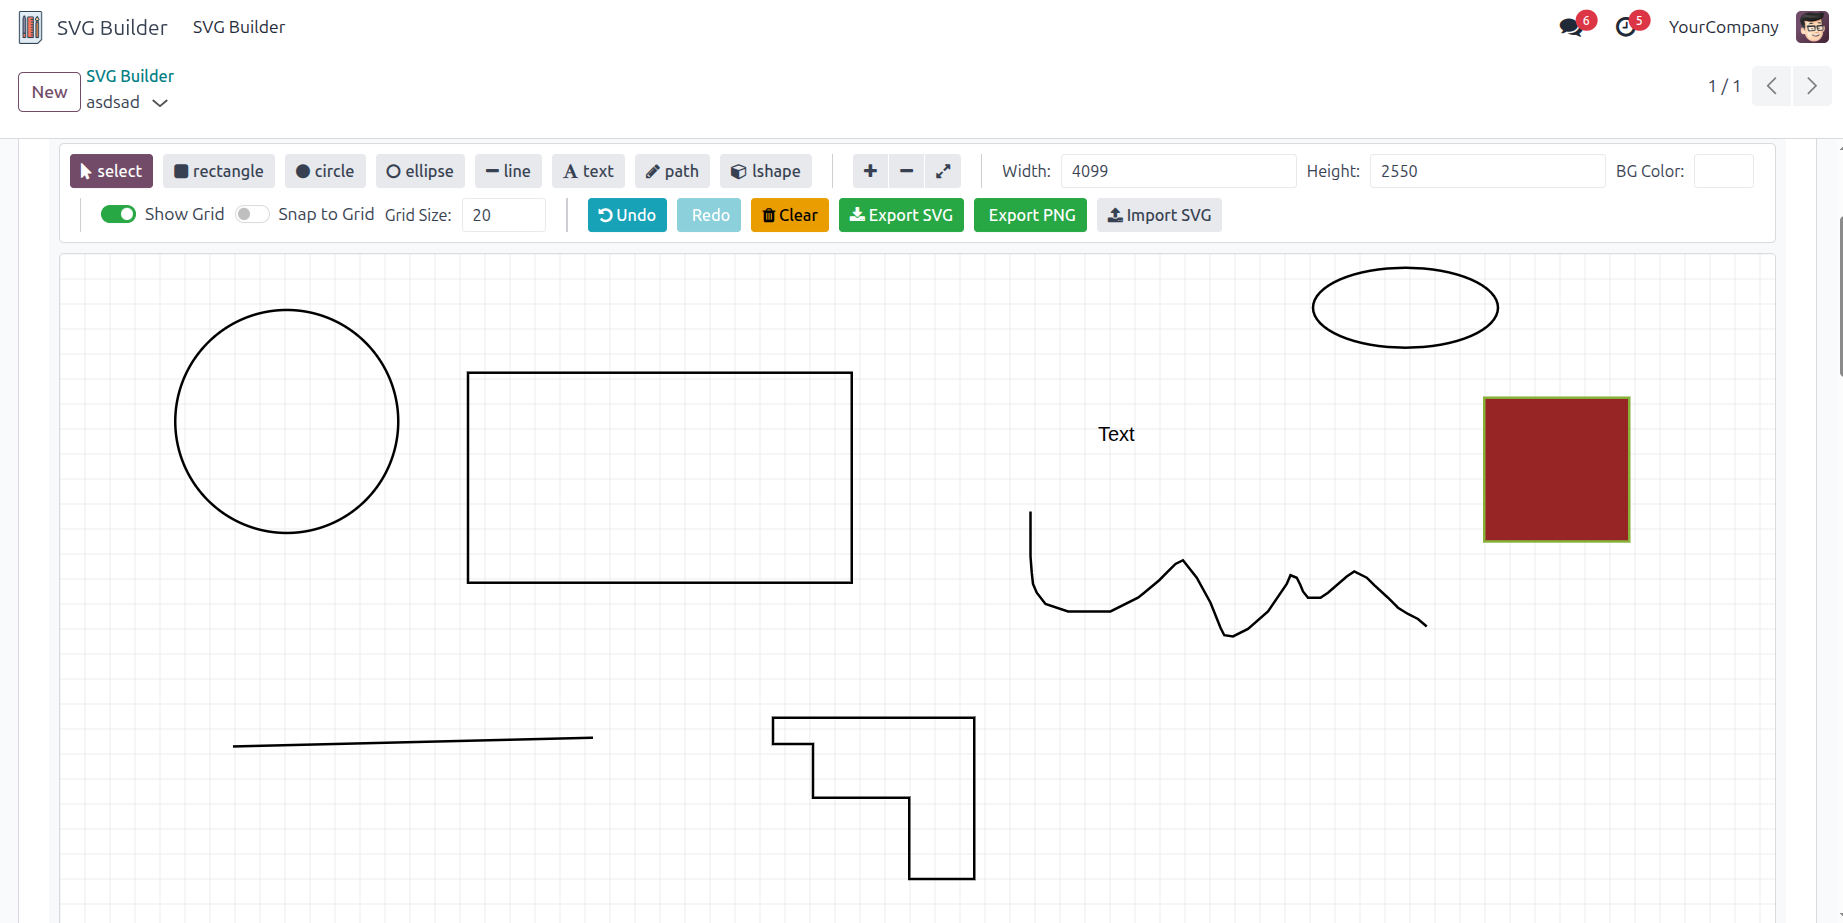 SVG Builder SVG Builder 6 5 YourCompany
New SVG Builder
asdsad 1 / 1
select rectangle circle ellipse line A text path lshape Width: 4099 Height: 2550 BG Color:
Show Grid Snap to Grid Grid Size: 20 Undo Redo Clear Export SVG Export PNG Import SVG
Text